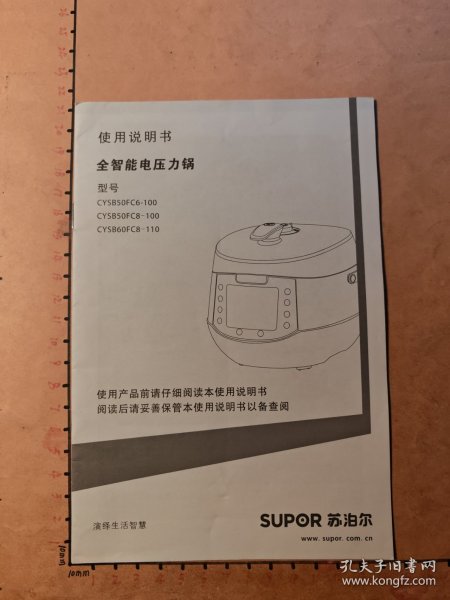 使用说明书
全智能电压力锅
型号
CYSB50FC6-100
CYSB50FC8-100
CYSB60FC8-110
使用产品前请仔细阅读本使用说明书
阅读后请妥善保管本使用说明书以备查阅
演绎生活智慧
SUPOR 苏泊尔
www. supor. com. cn
10mm
10mm
孔夫子旧书网
www.kongfz.com